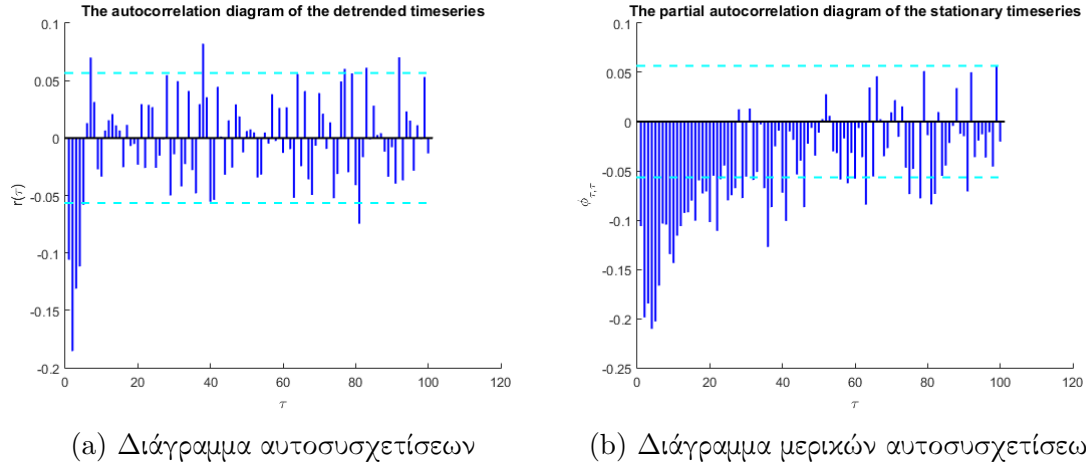 The autocorrelation diagram of the detrended timeseries
0.1
0.05
0
-0.05
-0.1
-0.15
-0.2
r(τ)
0 20 40 60 80 100 120
τ
(a) Διάγραμμα αυτοσυσχετίσεων
The partial autocorrelation diagram of the stationary timeseries
0.1
0.05
0
-0.05
-0.1
-0.15
-0.2
-0.25
ϕτ,τ
0 20 40 60 80 100 120
τ
(b) Διάγραμμα μερικών αυτοσυσχετίσεω